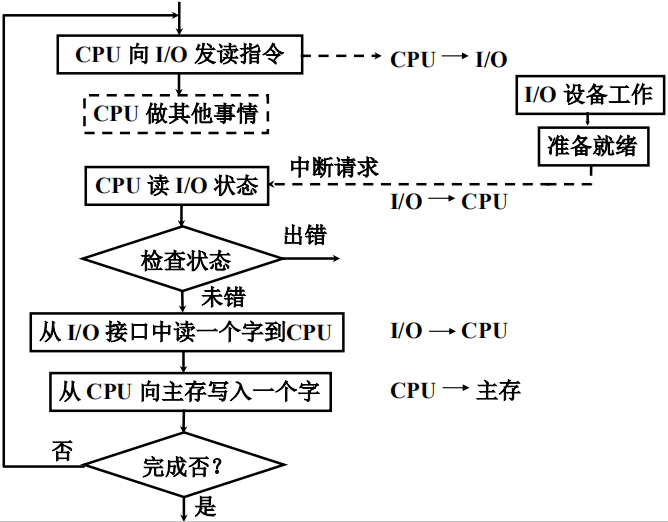 CPU 向 I/O 发读指令
CPU → I/O
CPU 做其他事情
I/O 设备工作
准备就绪
中断请求
CPU 读 I/O 状态
I/O → CPU
出错
检查状态
未错
从 I/O 接口中读一个字到CPU
I/O → CPU
从 CPU 向主存写入一个字
CPU → 主存
否
完成否？
是